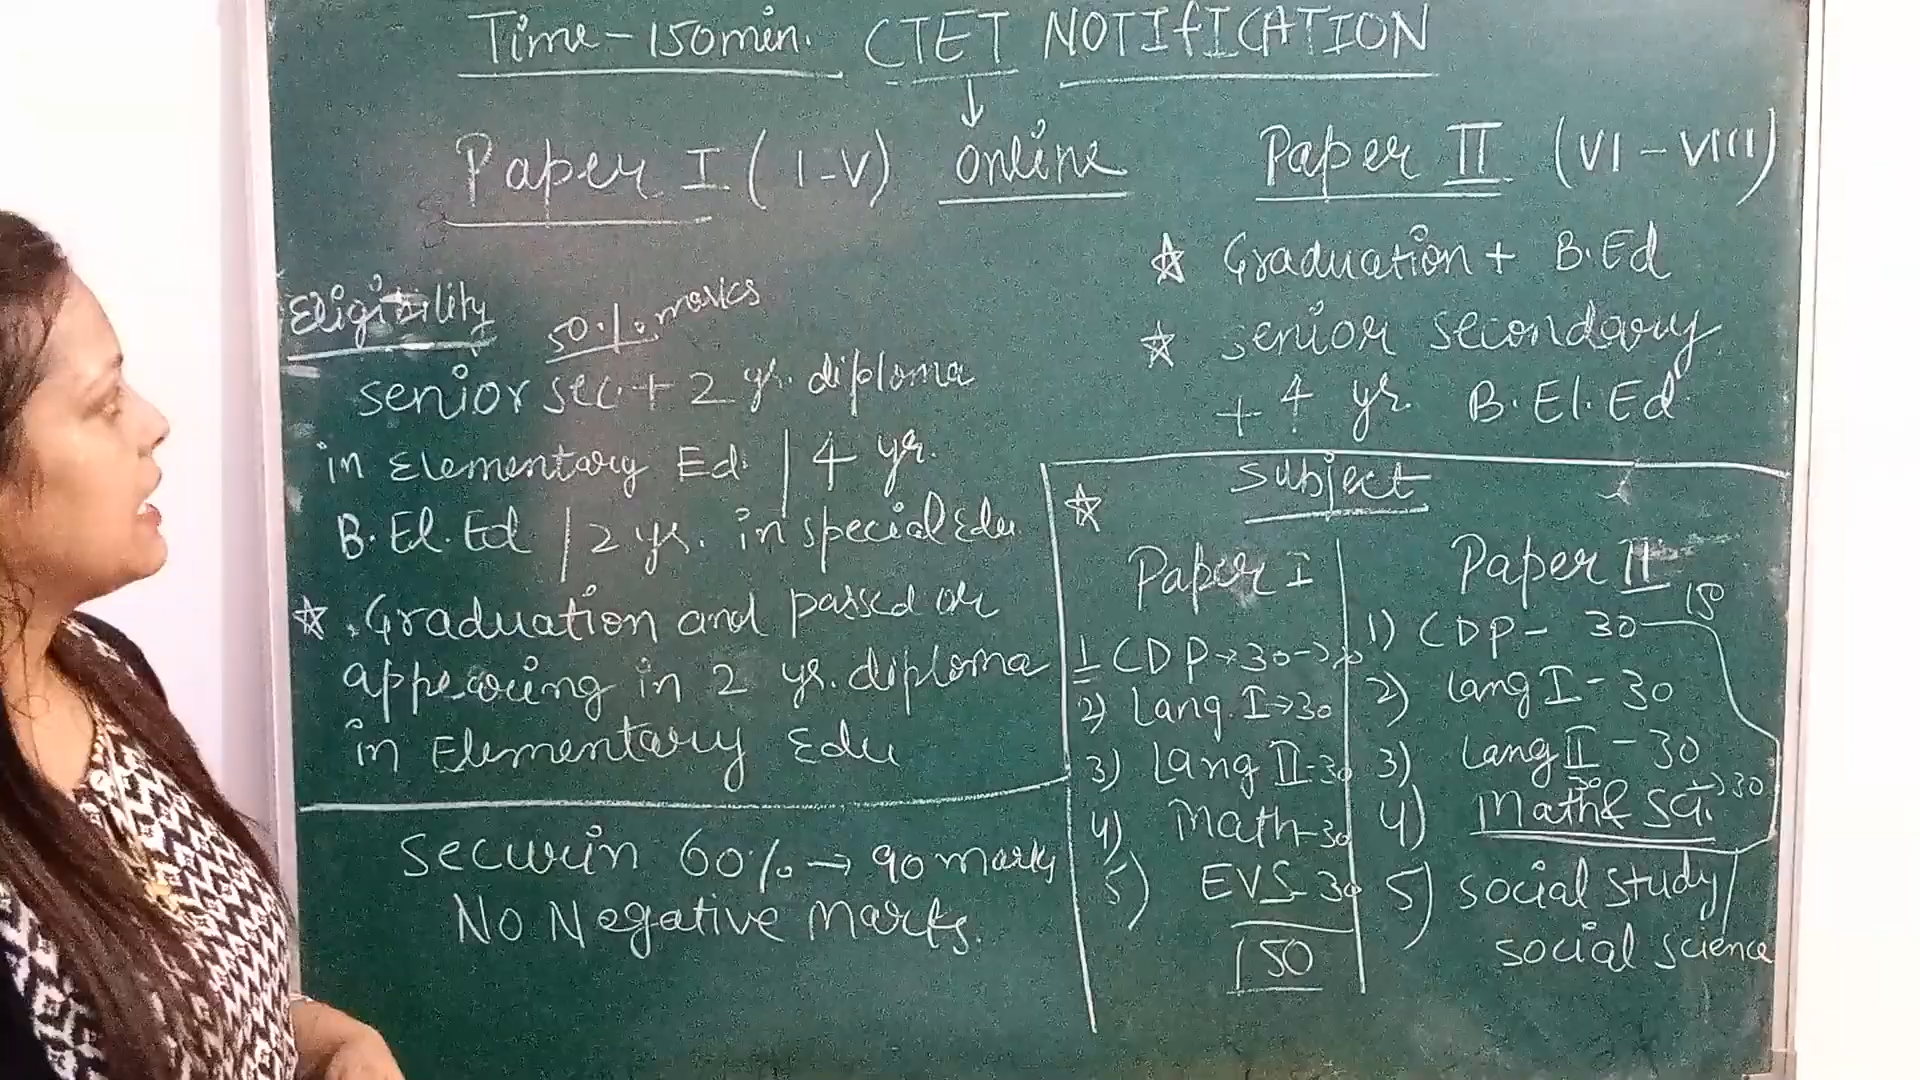 Time - 150 min. CTET NOTIFICATION
↓
Paper I (I-V) online Paper II (VI - VIII)
Eligibility 50% marks
senior sec. + 2 yr. diploma
in Elementary Ed. | 4 yr.
B.El.Ed | 2 yr. in special Edu
☆ Graduation and passed or
appearing in 2 yr. diploma
in Elementary Edu
Securin 60% → 90 marks
No Negative Marks.
☆ Graduation + B.Ed
☆ senior secondary
+ 4 yr. B.El.Ed
☆ Subject
Paper I
1 CDP → 30 →
2) Lang. I → 30
3) Lang II - 30
4) Math - 30
5) EVS - 30
150
Paper II
1) CDP - 30 150
2) Lang I - 30
3) Lang II - 30
4) Math & Sci. 30 → 30
5) social study /
social science